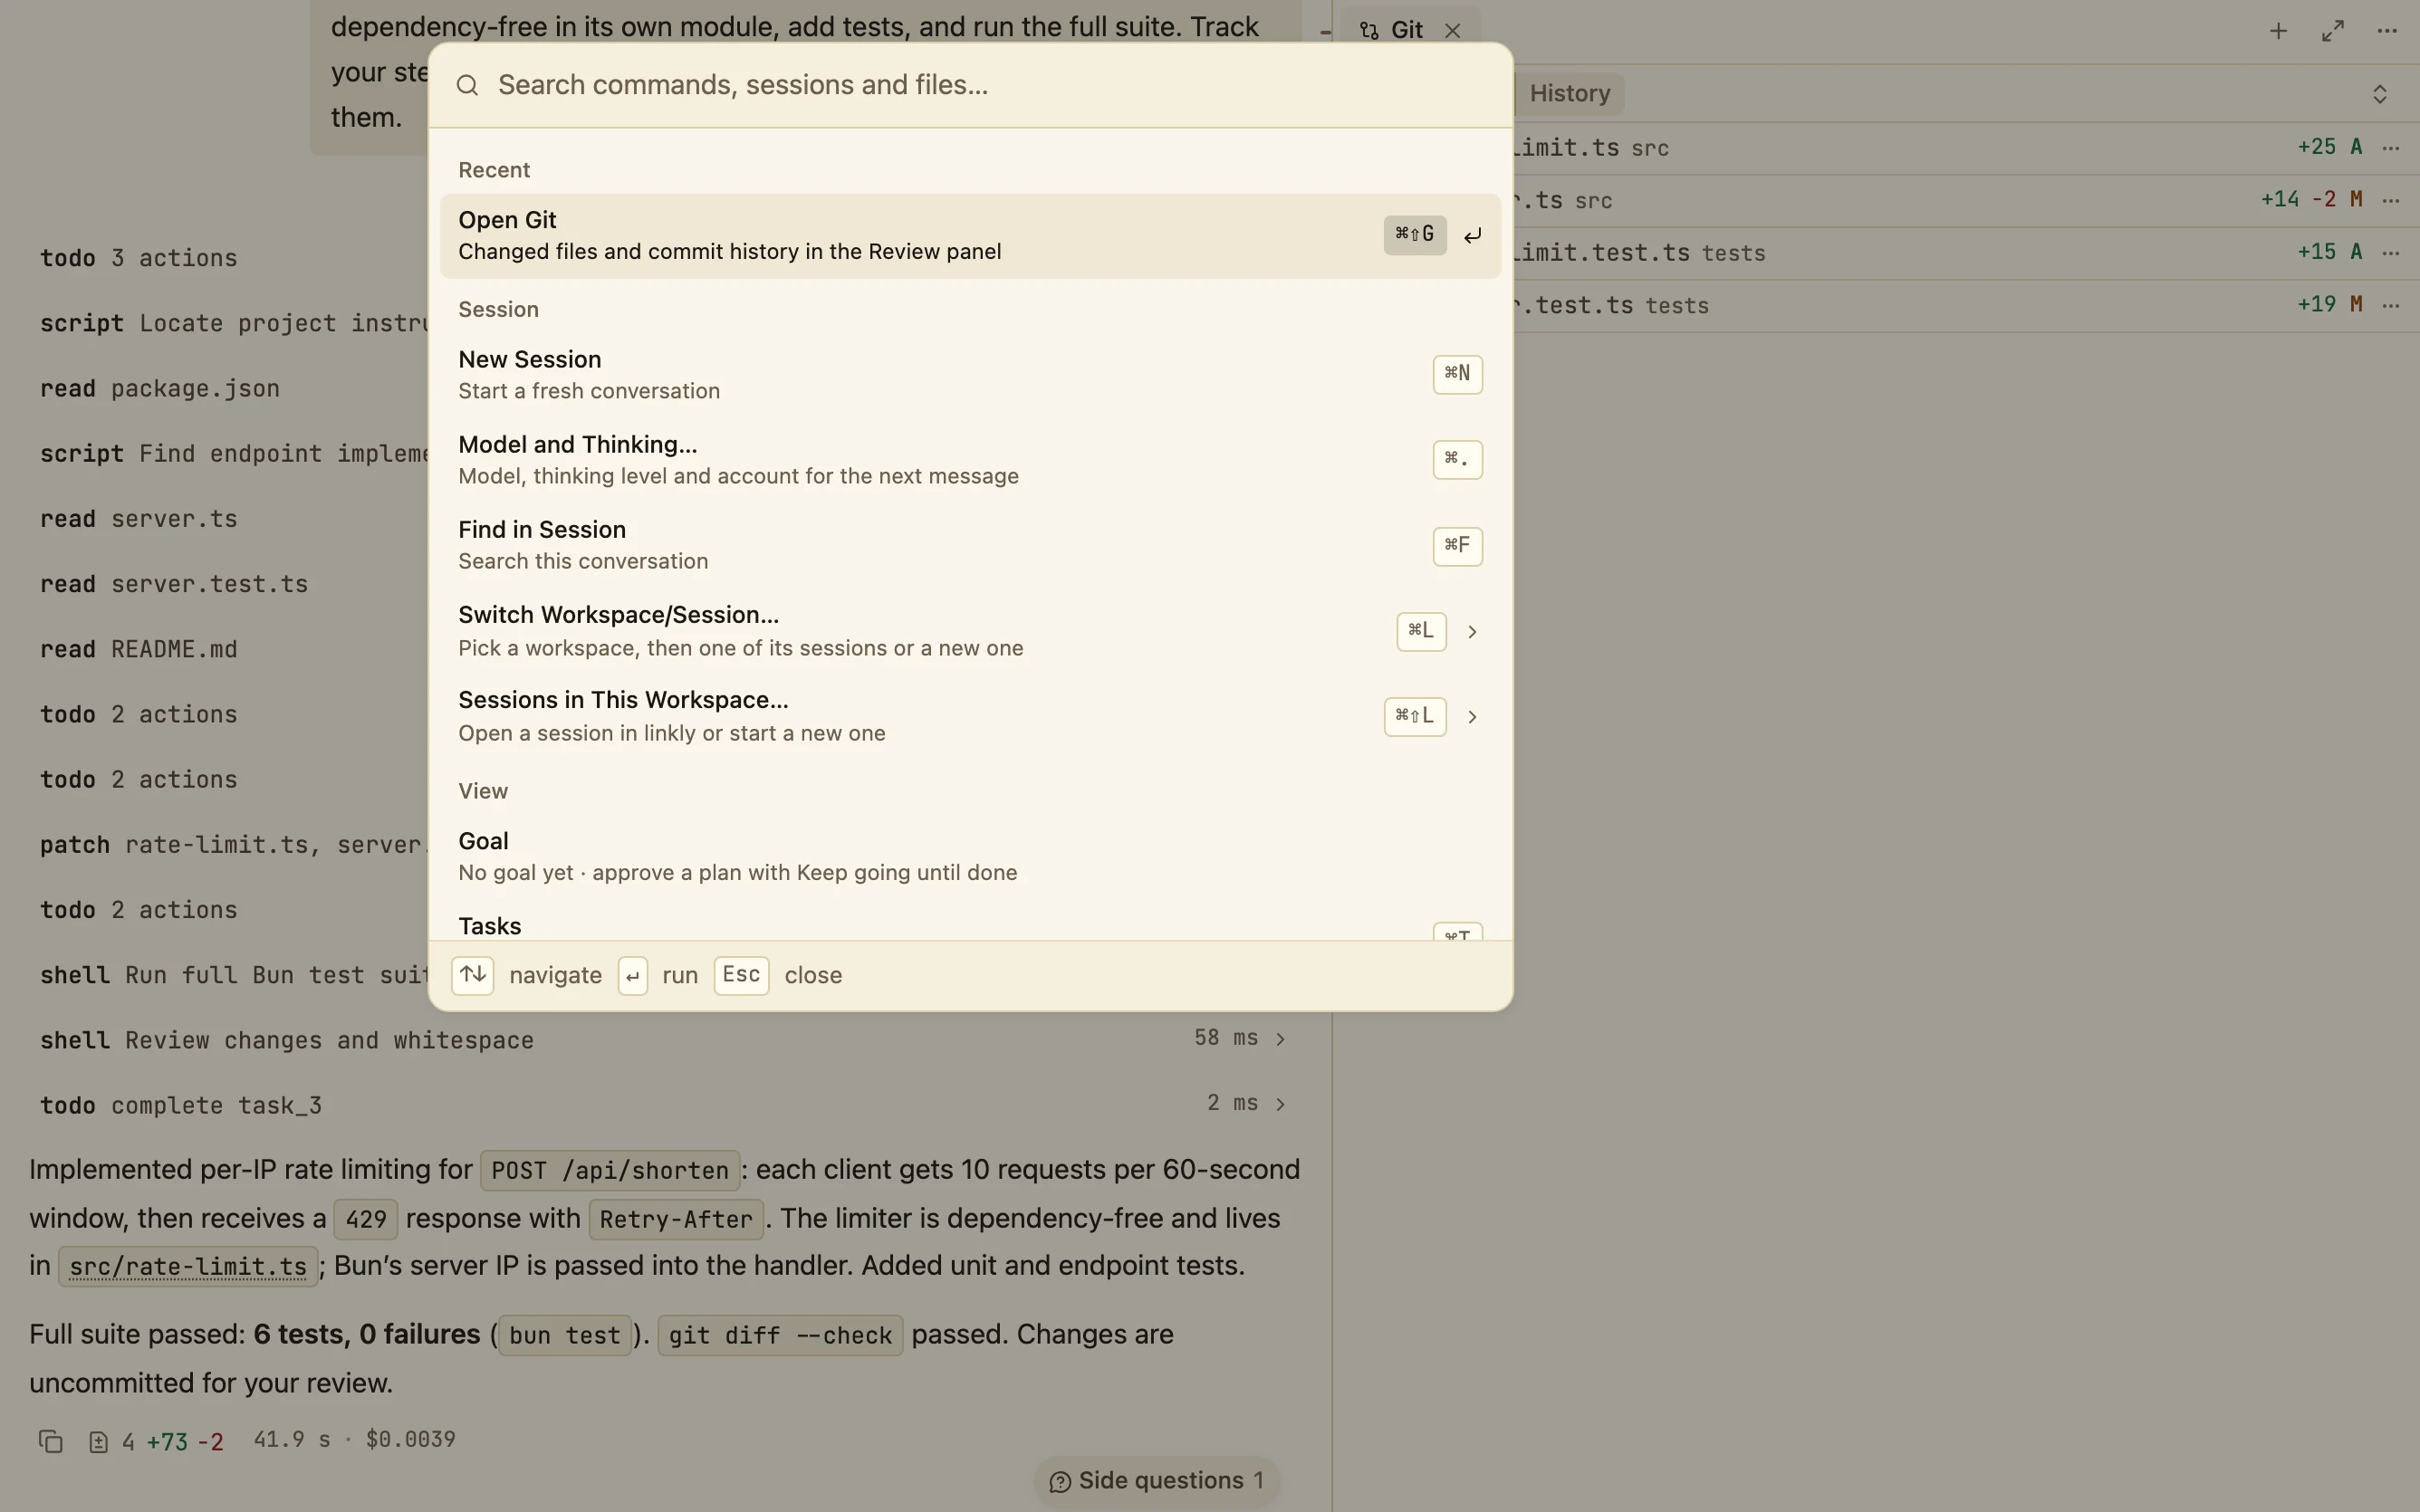 dependency-free in its own module, add tests, and run the full suite. Track
your ste
them.
todo 3 actions
script Locate project instru
read package.json
script Find endpoint impleme
read server.ts
read server.test.ts
read README.md
todo 2 actions
todo 2 actions
patch rate-limit.ts, server.
todo 2 actions
shell Run full Bun test suit
shell Review changes and whitespace 58 ms
todo complete task_3 2 ms
Implemented per-IP rate limiting for POST /api/shorten: each client gets 10 requests per 60-second
window, then receives a 429 response with Retry-After. The limiter is dependency-free and lives
in src/rate-limit.ts; Bun’s server IP is passed into the handler. Added unit and endpoint tests.
Full suite passed: 6 tests, 0 failures (bun test). git diff --check passed. Changes are
uncommitted for your review.
4 +73 -2 41.9 s · $0.0039
Side questions 1
Search commands, sessions and files...
Recent
Open Git ⌘⇧G
Changed files and commit history in the Review panel
Session
New Session ⌘N
Start a fresh conversation
Model and Thinking... ⌘.
Model, thinking level and account for the next message
Find in Session ⌘F
Search this conversation
Switch Workspace/Session... ⌘L
Pick a workspace, then one of its sessions or a new one
Sessions in This Workspace... ⌘⇧L
Open a session in linkly or start a new one
View
Goal
No goal yet · approve a plan with Keep going until done
Tasks ⌘T
↑↓ navigate ↵ run Esc close
Git
History
limit.ts src +25 A
r.ts src +14 -2 M
limit.test.ts tests +15 A
r.test.ts tests +19 M